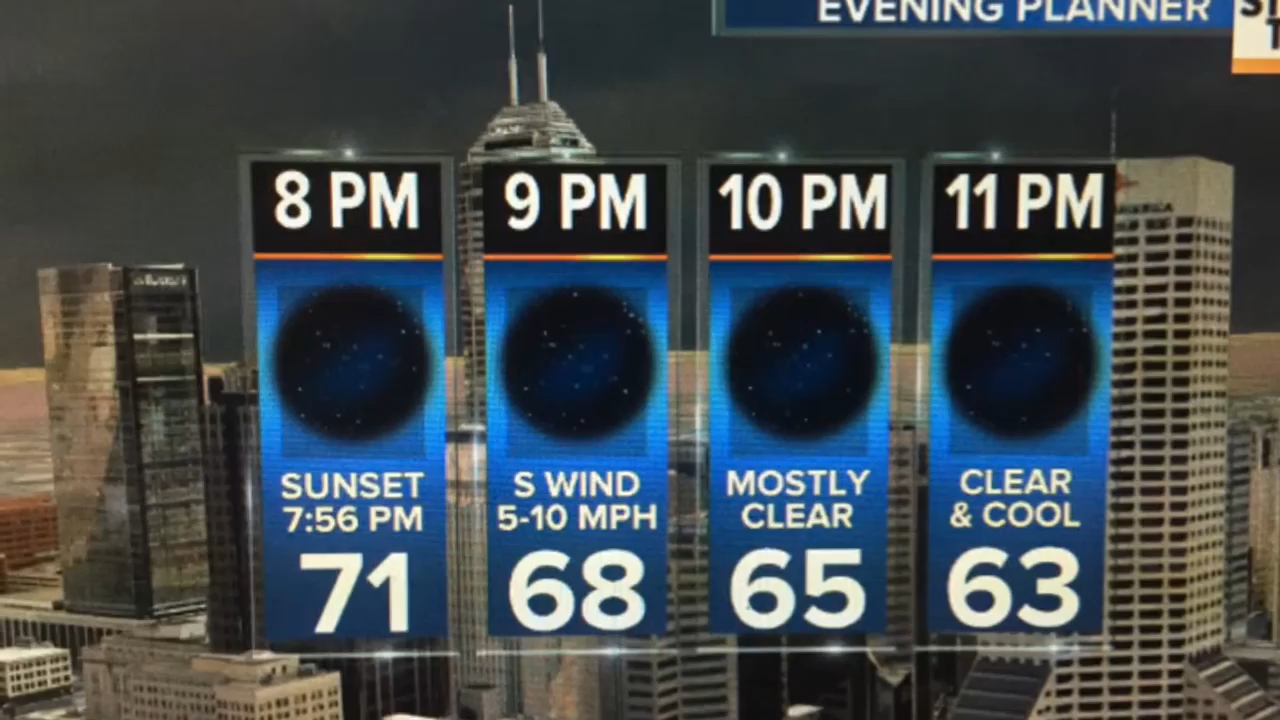 EVENING PLANNER
8 PM
SUNSET
7:56 PM
71
9 PM
S WIND
5-10 MPH
68
10 PM
MOSTLY
CLEAR
65
11 PM
CLEAR
& COOL
63